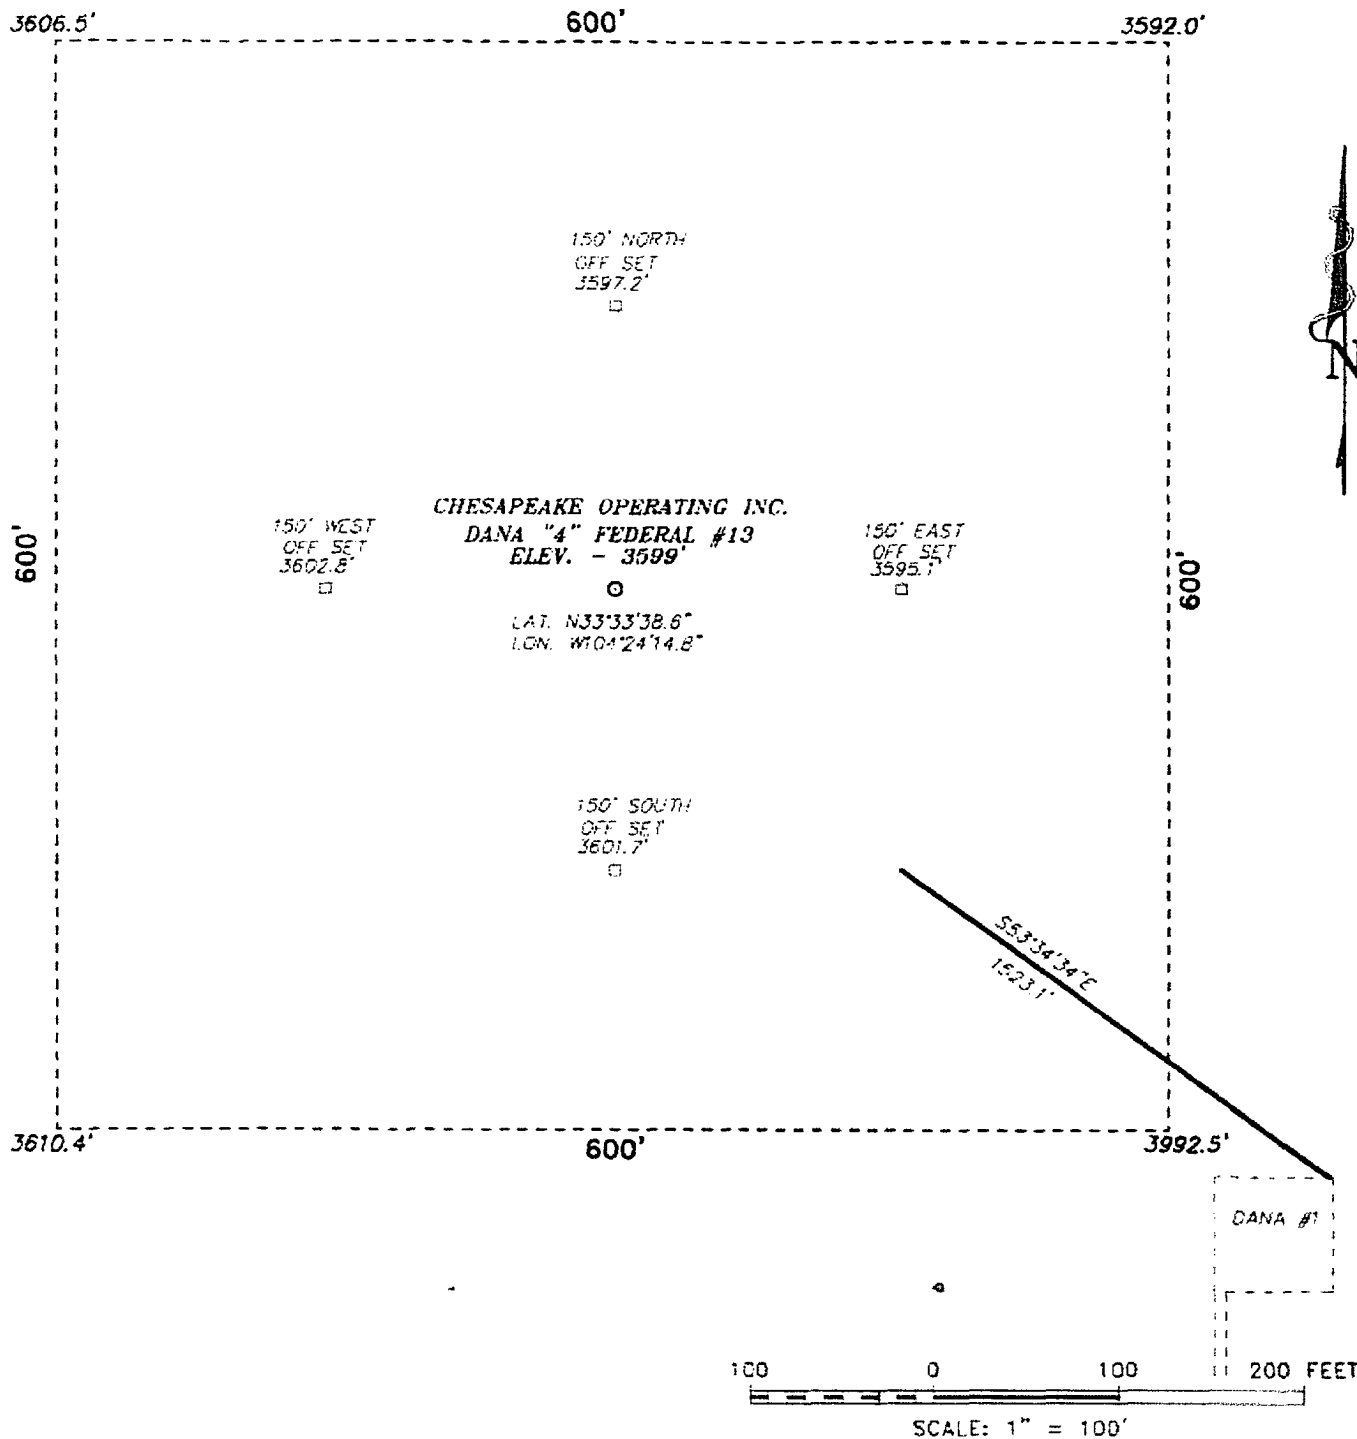 3606.5'
600'
3592.0'
150' NORTH
OFF SET
3597.2'
N
CHESAPEAKE OPERATING INC.
DANA "4" FEDERAL #13
ELEV. - 3599'
150' WEST
OFF SET
3602.8'
150' EAST
OFF SET
3595.1'
600'
600'
LAT. N33°33'38.6"
LON. W104°24'14.8"
150' SOUTH
OFF SET
3601.7'
S53°34'34"E
1523.1'
3610.4'
600'
3992.5'
DANA #1
100 0 100 200 FEET
SCALE: 1" = 100'